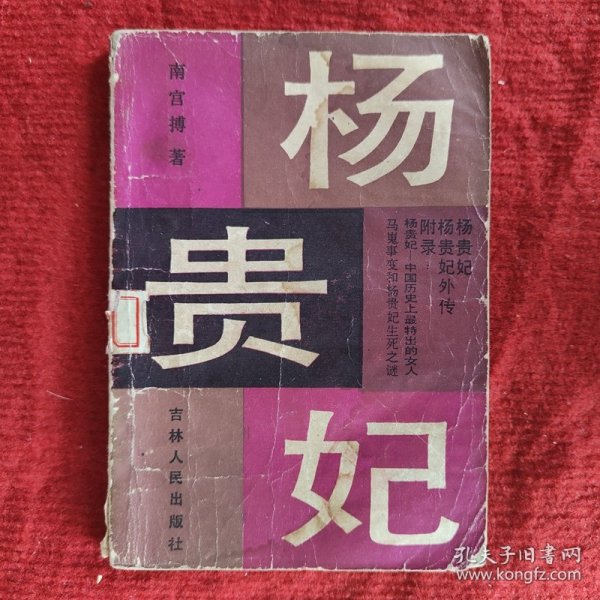 南宫搏 著
杨
贵
妃
杨贵妃
杨贵妃外传
附录：
杨贵妃—中国历史上最特出的女人
马嵬事变和杨贵妃生死之谜
吉林人民出版社
孔夫子旧书网
www.kongfz.com